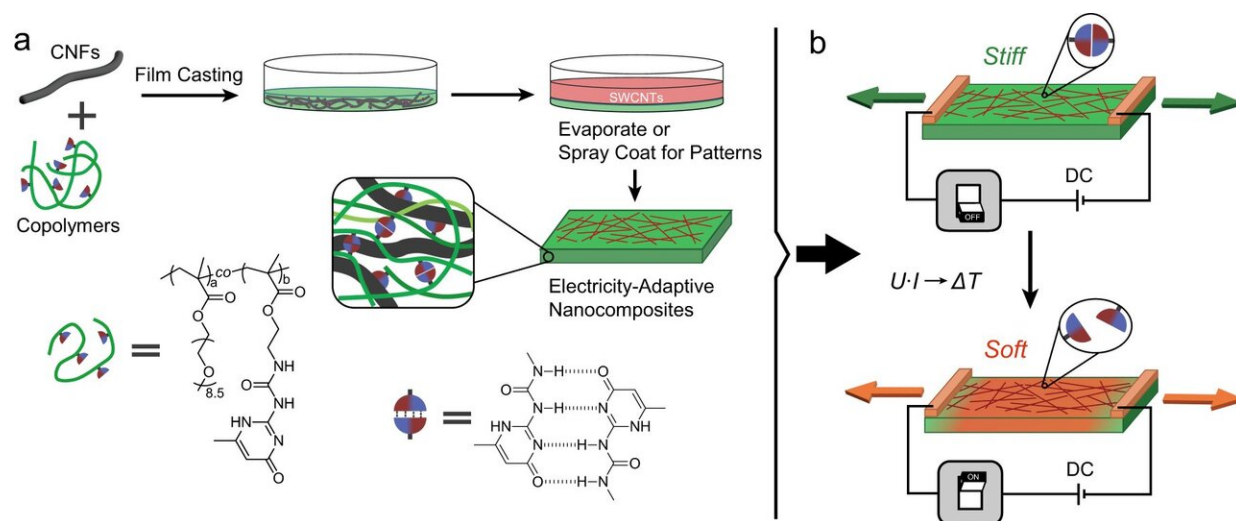 a
CNFs
Film Casting
SWCNTs
Evaporate or
Spray Coat for Patterns
Copolymers
Electricity-Adaptive
Nanocomposites
co
a
b
O
O
O
O
O
8.5
NH
O
NH
HN
N
O
N-H
O
O
N-H
N
HN
N
NH
N
H-N
O
O
H-N
b
Stiff
DC
OFF
U·I → ΔT
Soft
DC
ON